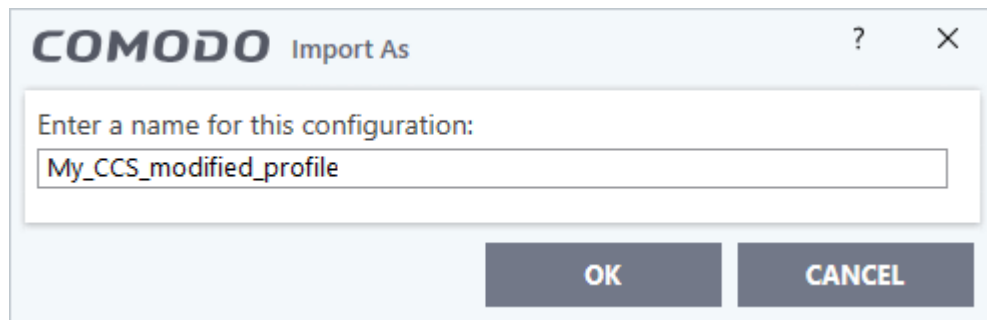 COMODO Import As ? X
Enter a name for this configuration:
My_CCS_modified_profile
OK CANCEL